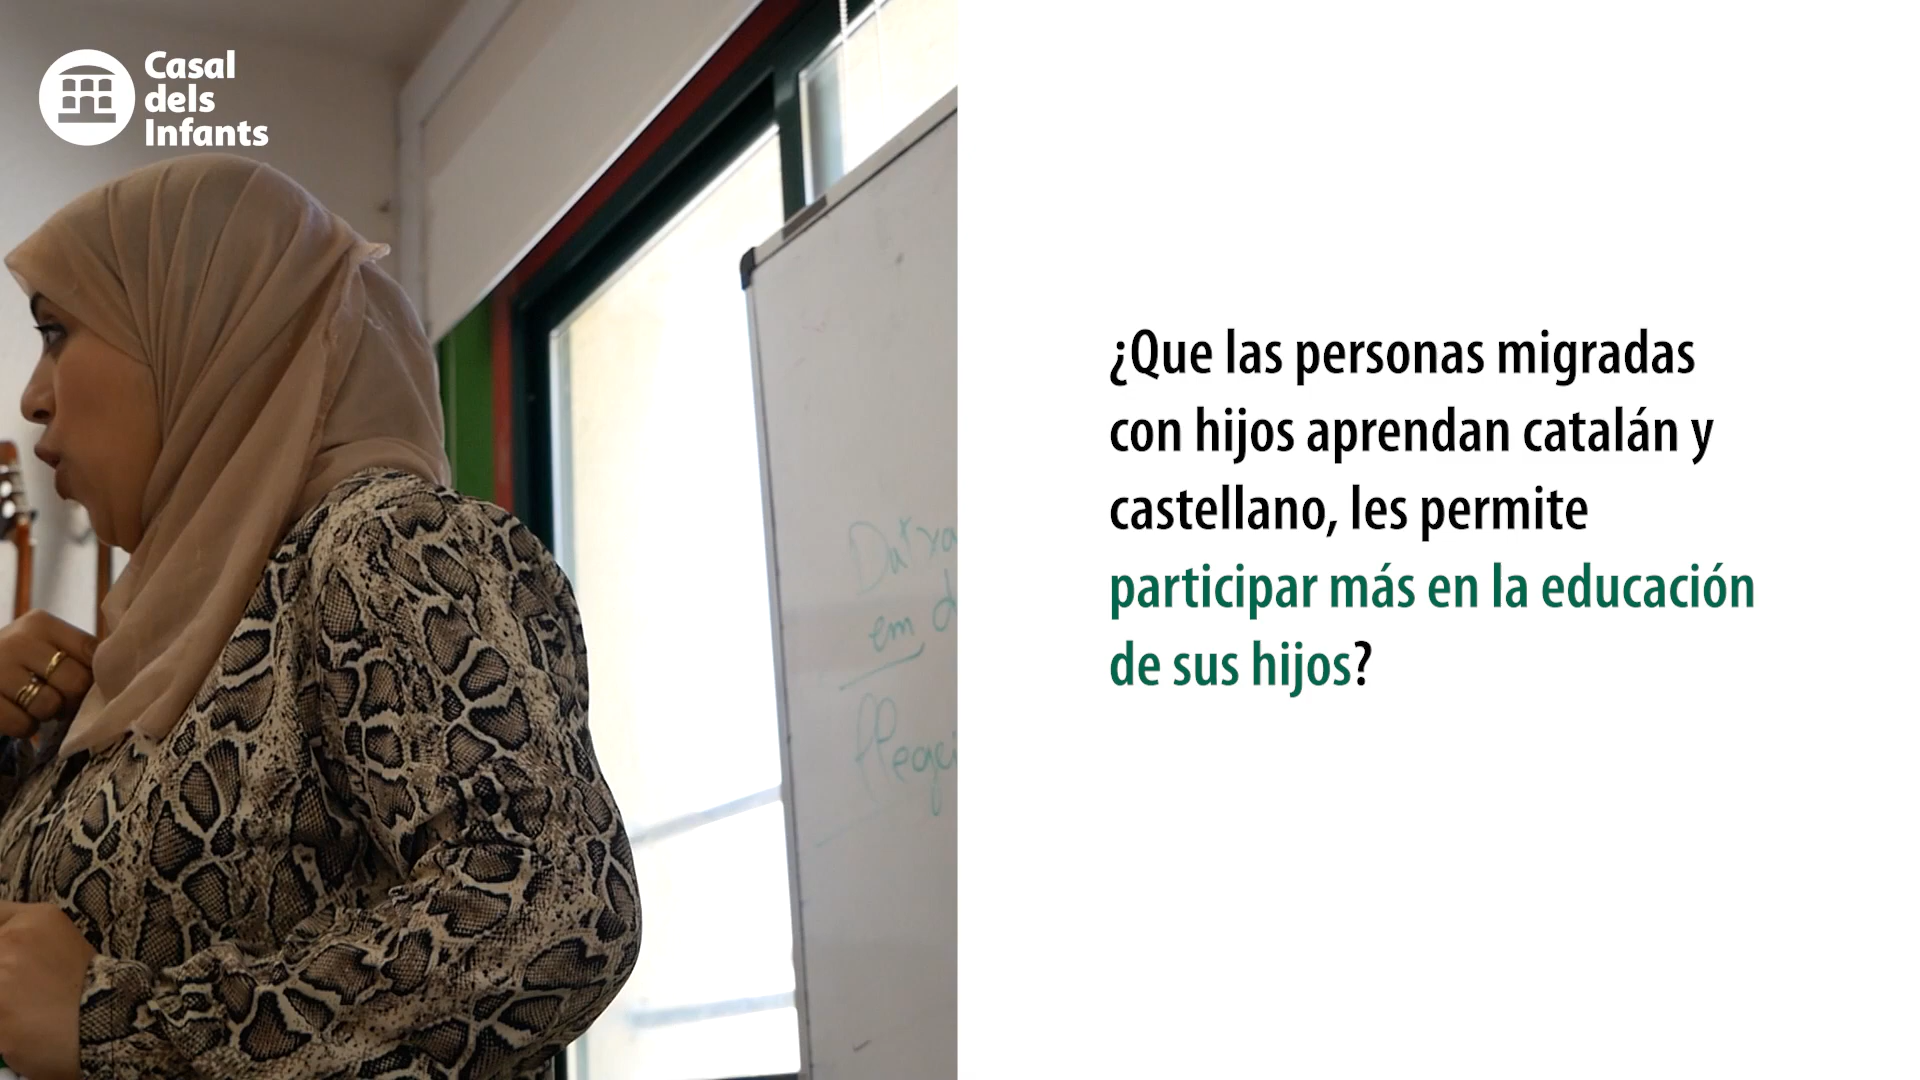 Casal
dels
Infants
¿Que las personas migradas
con hijos aprendan catalán y
castellano, les permite
participar más en la educación
de sus hijos?
em